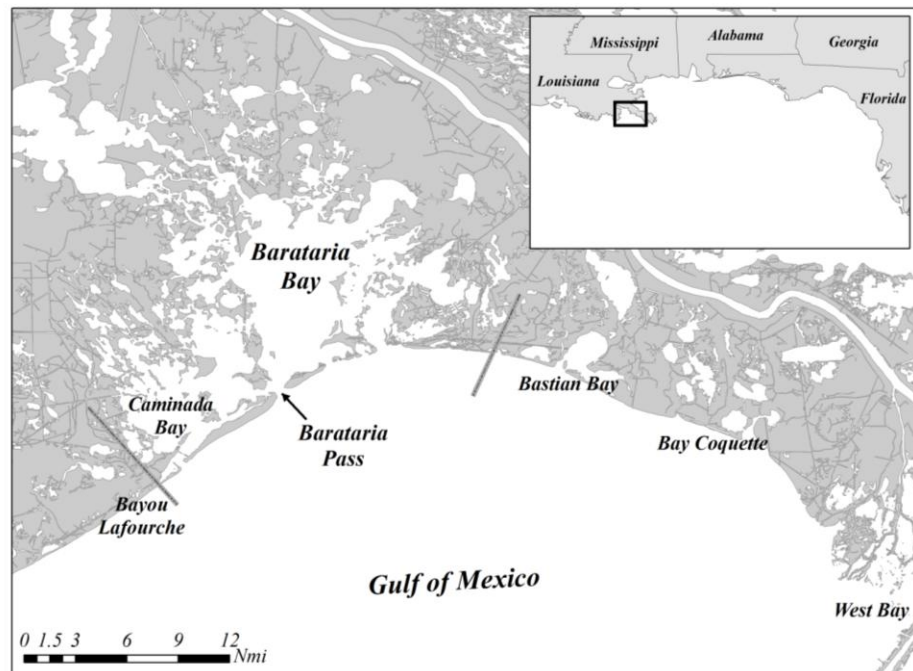 Mississippi
Alabama
Georgia
Louisiana
Florida
Barataria
Bay
Bastian Bay
Caminada
Bay
Barataria
Pass
Bay Coquette
Bayou
Lafourche
Gulf of Mexico
West Bay
0 1.5 3 6 9 12
Nmi